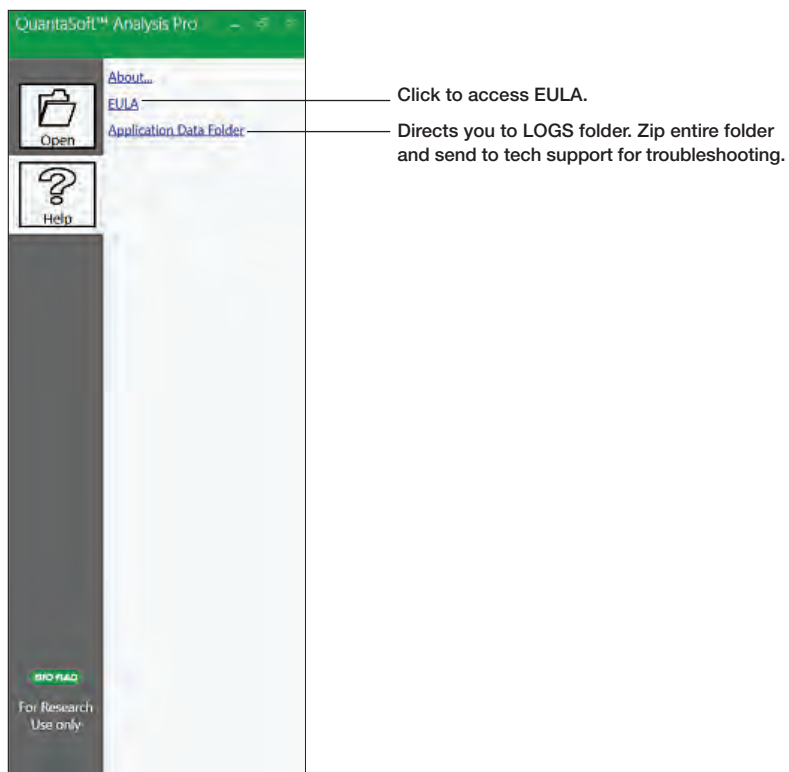 QuantaSoft™ Analysis Pro
About...
EULA
Application Data Folder
Open
Help
Click to access EULA.
Directs you to LOGS folder. Zip entire folder
and send to tech support for troubleshooting.
BIO RAD
For Research
Use only